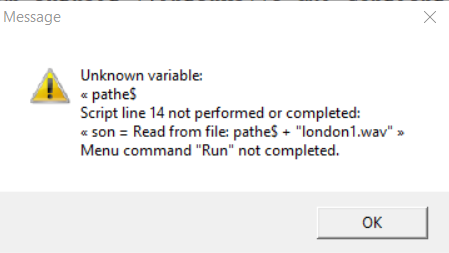 Message
Unknown variable:
« pathe$
Script line 14 not performed or completed:
« son = Read from file: pathe$ + "london1.wav" »
Menu command "Run" not completed.
OK